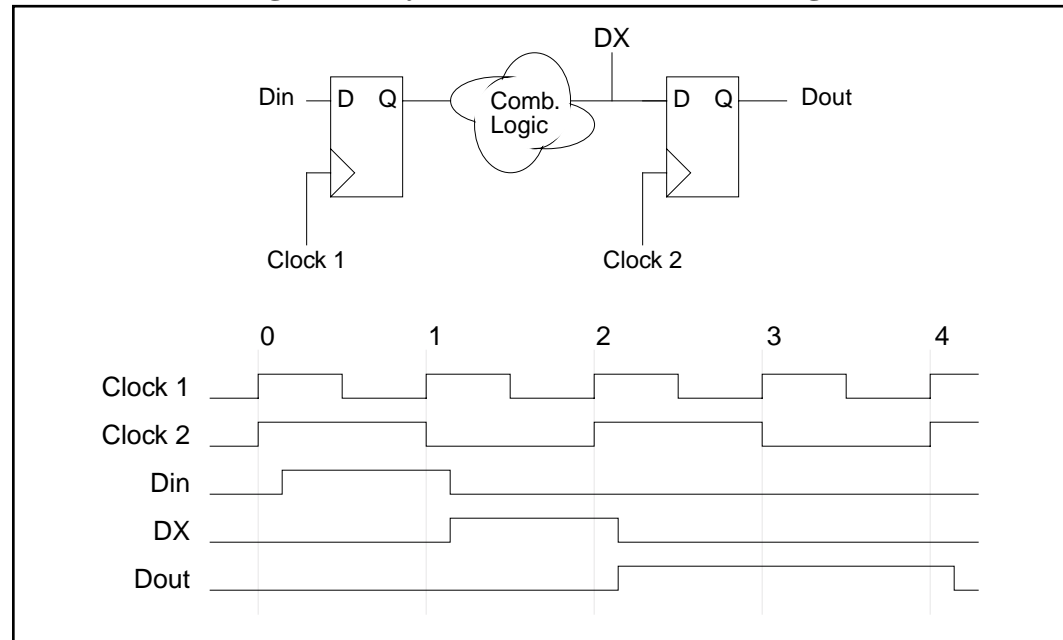 DX
Din D Q Comb. D Q Dout
Logic
Clock 1 Clock 2
0 1 2 3 4
Clock 1
Clock 2
Din
DX
Dout